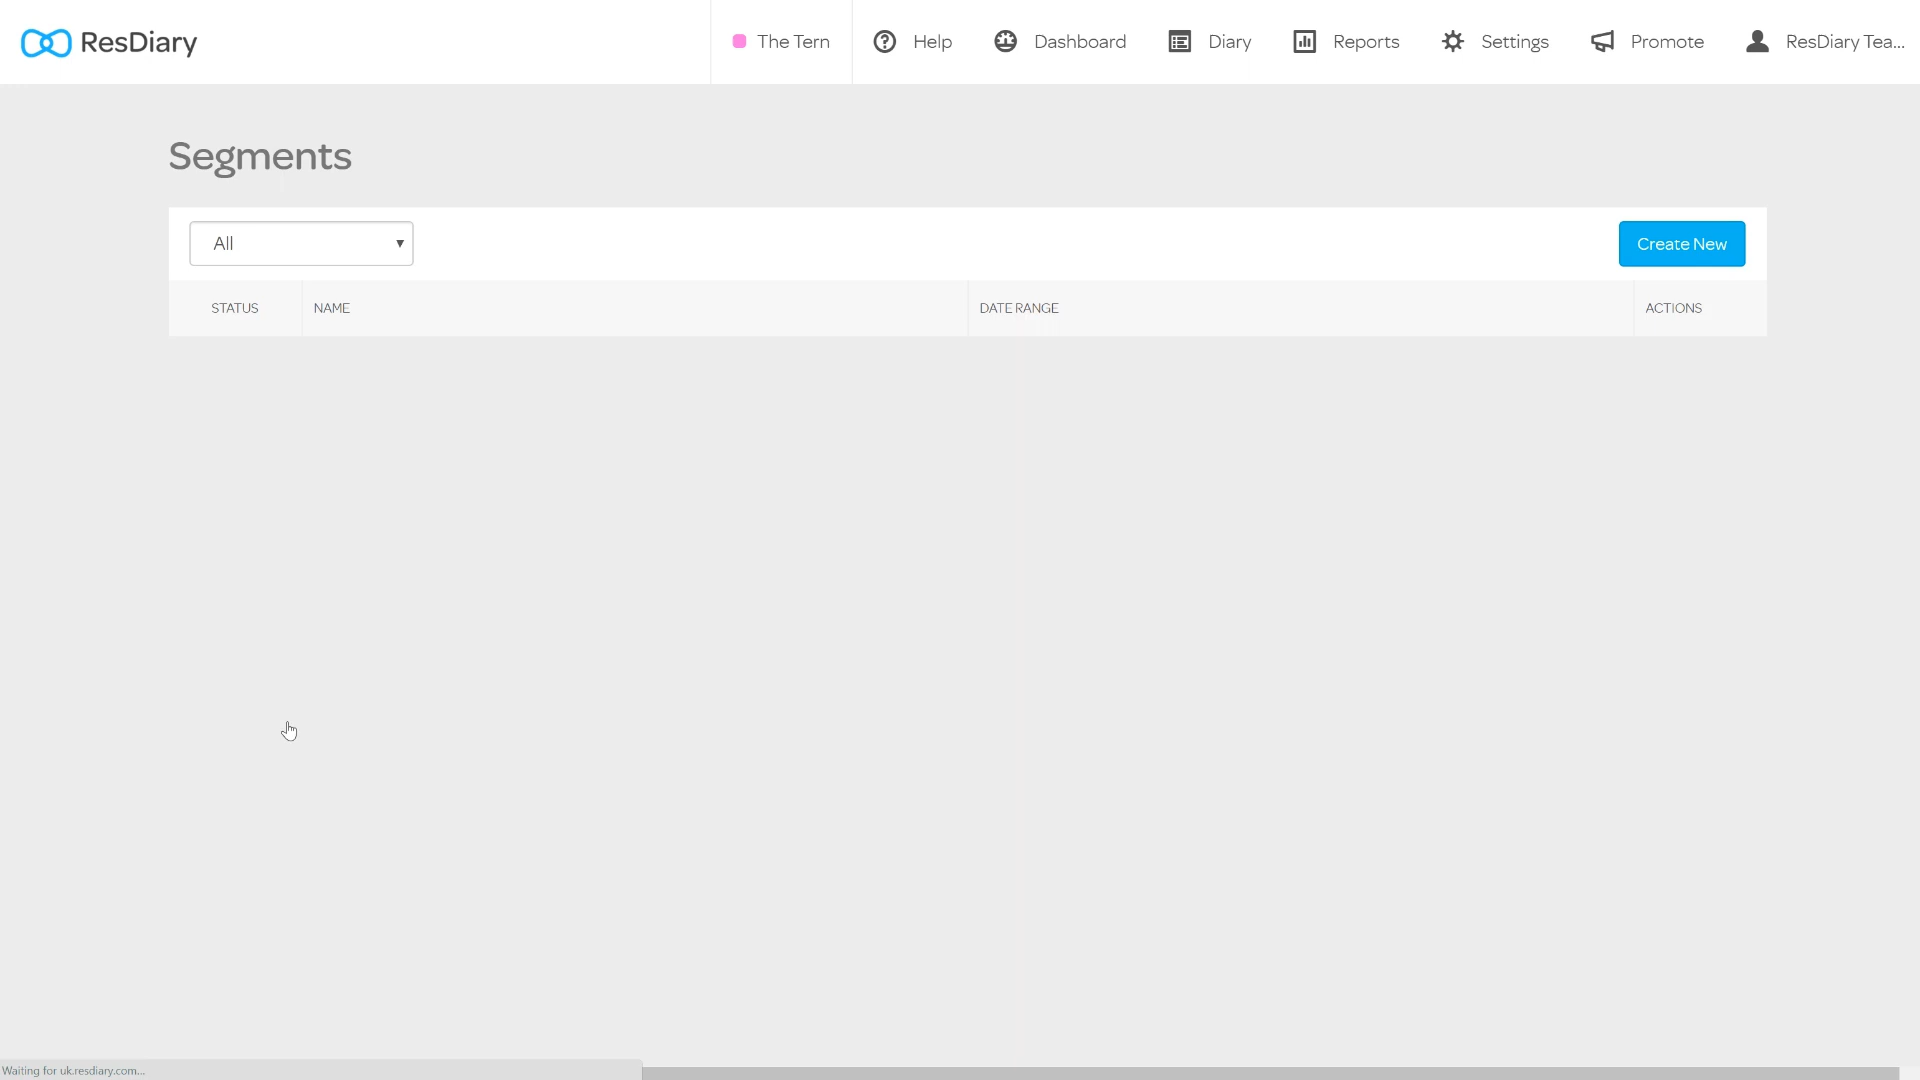 ResDiary
The Tern
Help
Dashboard
Diary
Reports
Settings
Promote
ResDiary Tea...
Segments
All
Create New
STATUS
NAME
DATE RANGE
ACTIONS
Waiting for uk.resdiary.com...